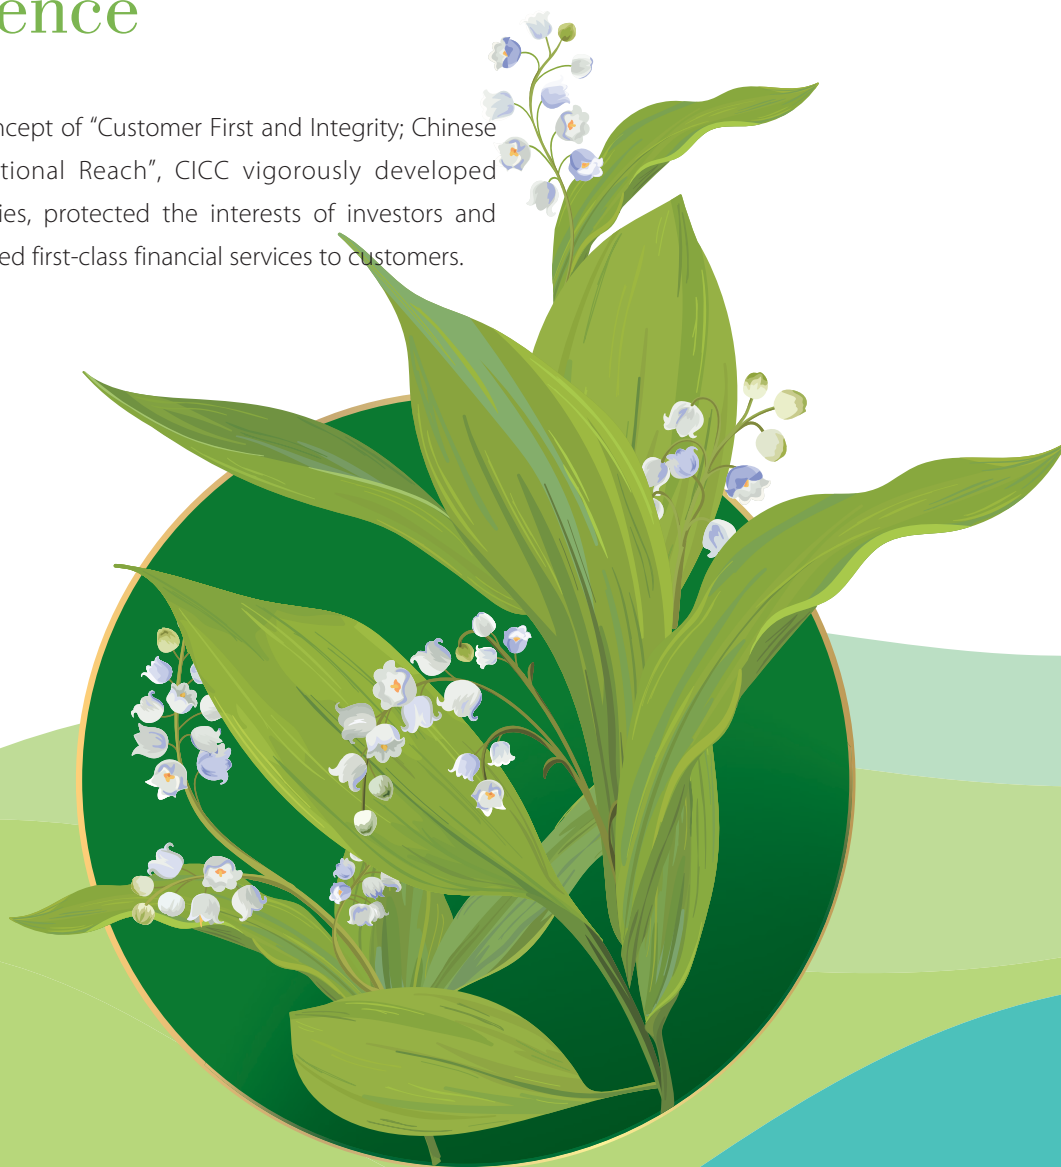 ence
ncept of “Customer First and Integrity; Chinese
tional Reach”, CICC vigorously developed
ies, protected the interests of investors and
ed first-class financial services to customers.